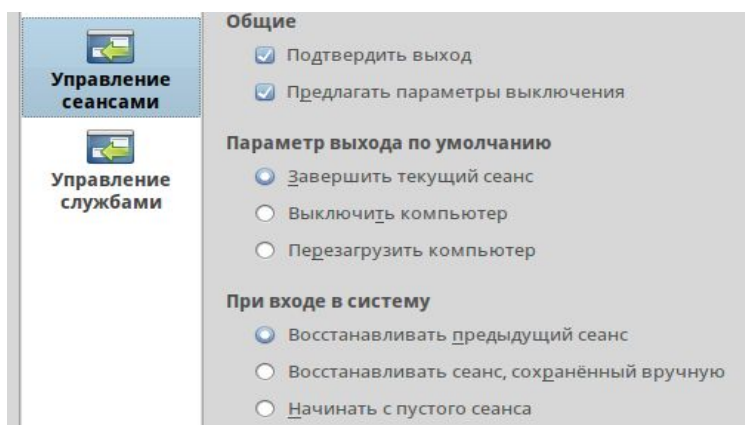 Управление
сеансами
Управление
службами
Общие
Подтвердить выход
Предлагать параметры выключения
Параметр выхода по умолчанию
Завершить текущий сеанс
Выключить компьютер
Перезагрузить компьютер
При входе в систему
Восстанавливать предыдущий сеанс
Восстанавливать сеанс, сохранённый вручную
Начинать с пустого сеанса